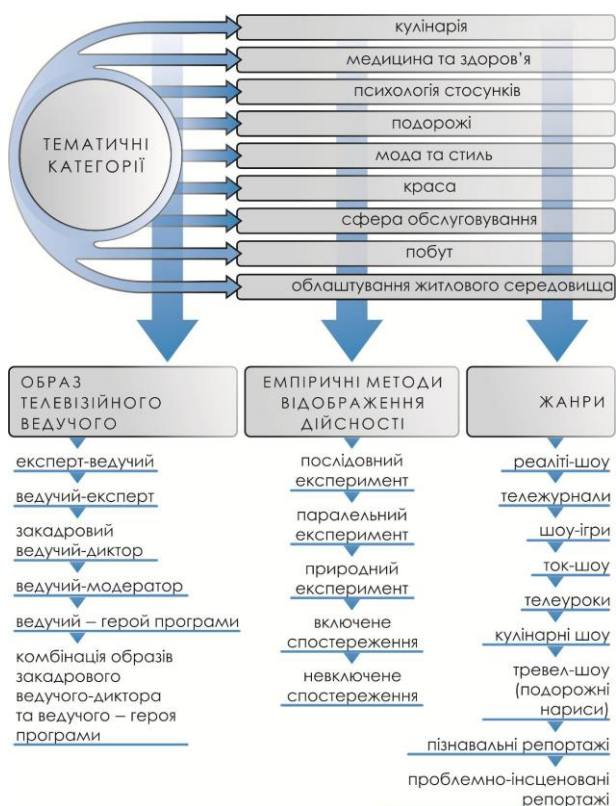 кулінарія
медицина та здоров'я
психологія стосунків
подорожі
мода та стиль
краса
сфера обслуговування
побут
облаштування житлового середовища
ТЕМАТИЧНІ
КАТЕГОРІЇ
ОБРАЗ
ТЕЛЕВІЗІЙНОГО
ВЕДУЧОГО
експерт-ведучий
ведучий-експерт
закадровий
ведучий-диктор
ведучий-модератор
ведучий – герой програми
комбінація образів
закадрового
ведучого-диктора
та ведучого – героя
програми
ЕМПІРИЧНІ МЕТОДИ
ВІДОБРАЖЕННЯ
ДІЙСНОСТІ
послідовний
експеримент
паралельний
експеримент
природний
експеримент
включене
спостереження
невключене
спостереження
ЖАНРИ
реаліті-шоу
тележурнали
шоу-ігри
ток-шоу
телеуроки
кулінарні шоу
тревел-шоу
(подорожні
нариси)
пізнавальні репортажі
проблемно-інсценовані
репортажі